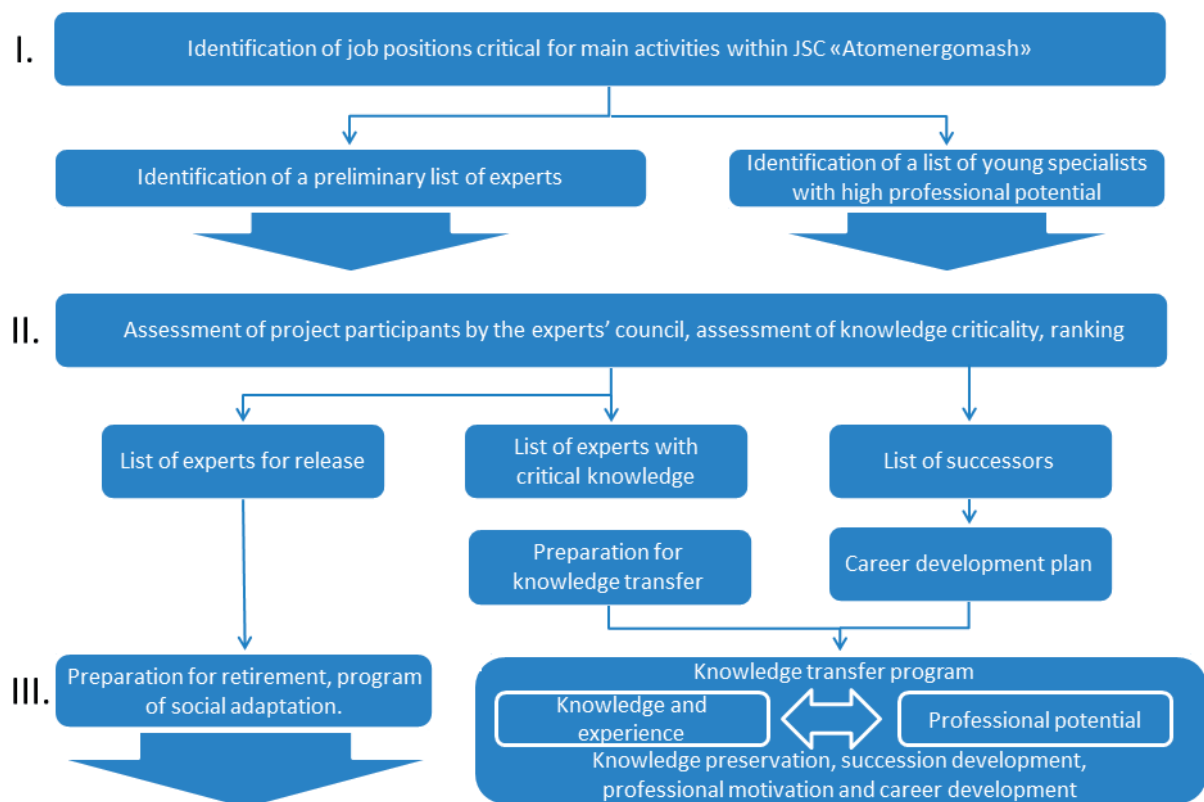 I.
Identification of job positions critical for main activities within JSC «Atomenergomash»
Identification of a preliminary list of experts
Identification of a list of young specialists
with high professional potential
II.
Assessment of project participants by the experts’ council, assessment of knowledge criticality, ranking
List of experts for release
List of experts with
critical knowledge
List of successors
Preparation for
knowledge transfer
Career development plan
III.
Preparation for retirement, program
of social adaptation.
Knowledge transfer program
Knowledge and
experience
Professional potential
Knowledge preservation, succession development,
professional motivation and career development